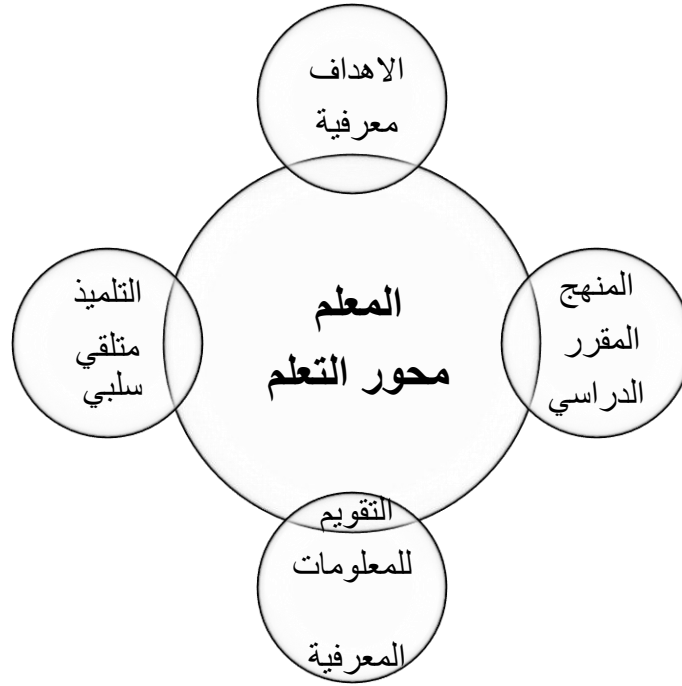 الاهداف
معرفية
المعلم
محور التعلم
المنهج
المقرر
الدراسي
التلميذ
متلقي
سلبي
التقويم
للمعلومات
المعرفية